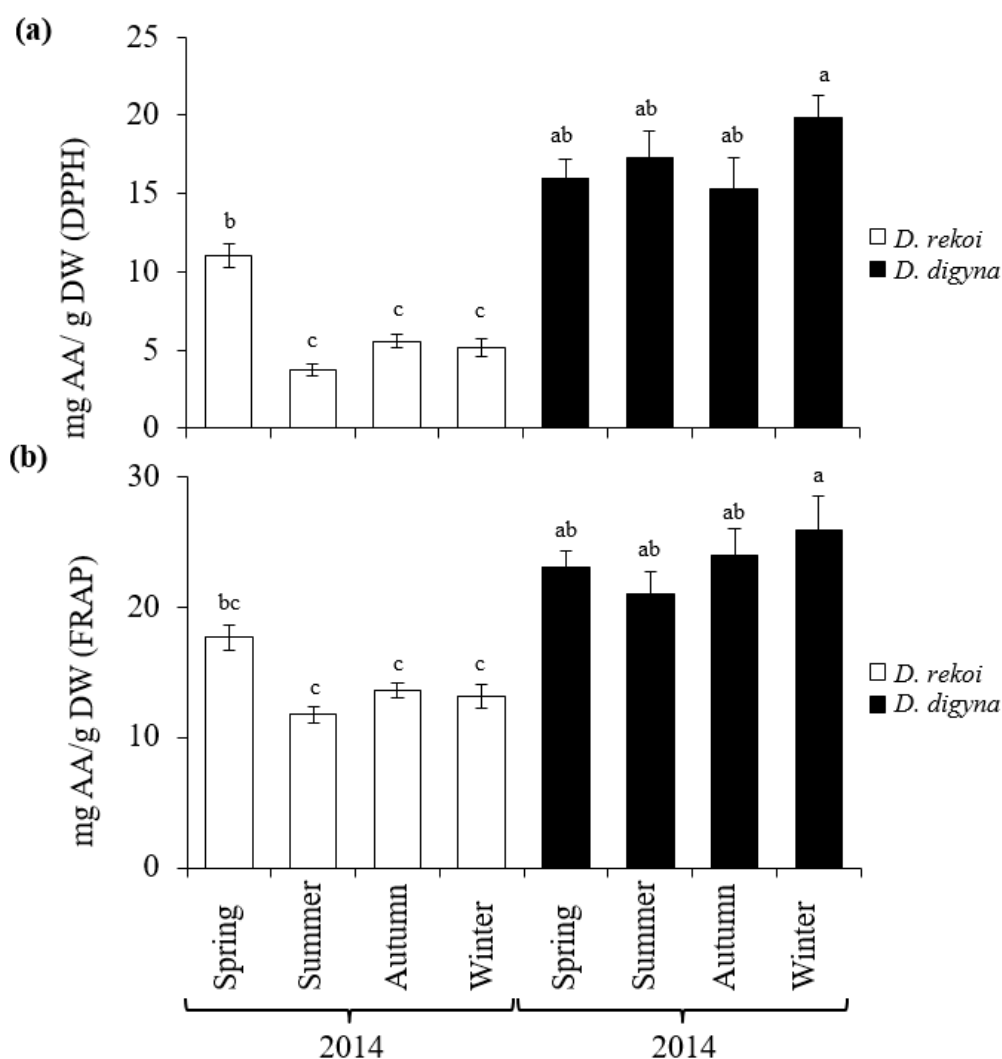 (a)
mg AA/ g DW (DPPH)
25
20
15
10
5
0
b
c
c
c
ab
ab
ab
a
D. rekoi
D. digyna
(b)
mg AA/g DW (FRAP)
30
20
10
0
bc
c
c
c
ab
ab
ab
a
D. rekoi
D. digyna
Spring
Summer
Autumn
Winter
Spring
Summer
Autumn
Winter
2014
2014